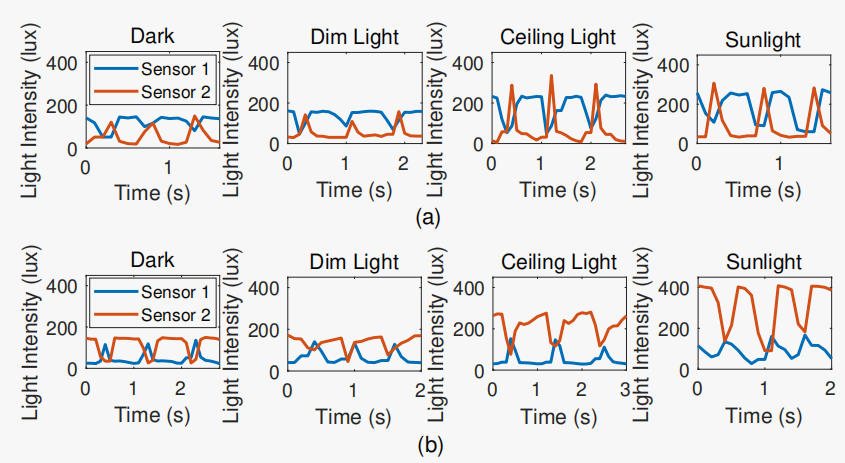 Dark
Light Intensity (lux)
400
200
0
Sensor 1
Sensor 2
0
1
Time (s)
Dim Light
Light Intensity (lux)
400
200
0
0
1
2
Time (s)
Ceiling Light
Light Intensity (lux)
400
200
0
0
1
2
Time (s)
Sunlight
Light Intensity (lux)
400
200
0
0
1
Time (s)
(a)
Dark
Light Intensity (lux)
400
200
0
Sensor 1
Sensor 2
0
1
2
Time (s)
Dim Light
Light Intensity (lux)
400
200
0
0
1
2
Time (s)
Ceiling Light
Light Intensity (lux)
400
200
0
0
1
2
3
Time (s)
Sunlight
Light Intensity (lux)
400
200
0
0
1
2
Time (s)
(b)